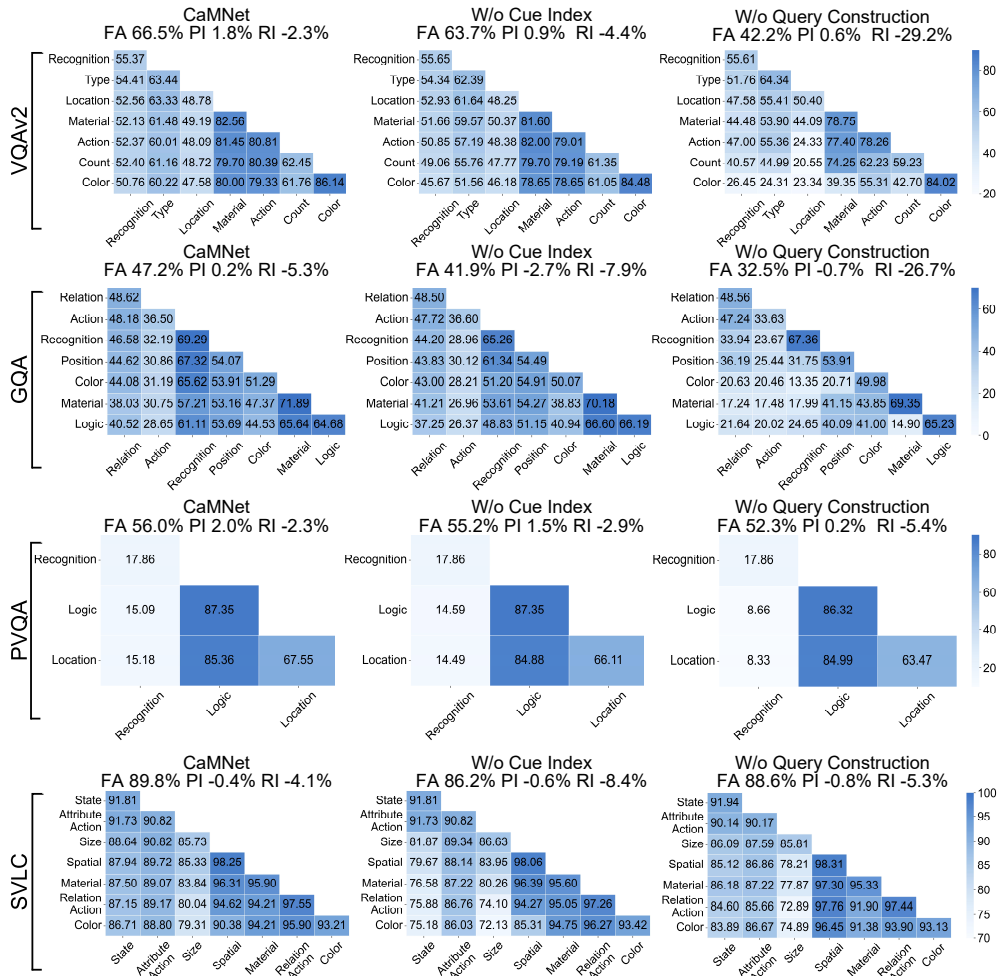 VQAv2
CaMNet
FA 66.5% PI 1.8% RI -2.3%
Recognition 55.37
Type 54.41 63.44
Location 52.56 63.33 48.78
Material 52.13 61.48 49.19 82.56
Action 52.37 60.01 48.09 81.45 80.81
Count 52.40 61.16 48.72 79.70 80.39 62.45
Color 50.76 60.22 47.58 80.00 79.33 61.76 86.14
Recognition Type Location Material Action Count Color
W/o Cue Index
FA 63.7% PI 0.9% RI -4.4%
Recognition 55.65
Type 54.34 62.39
Location 52.93 61.64 48.25
Material 51.66 59.57 50.37 81.60
Action 50.85 57.19 48.38 82.00 79.01
Count 49.06 55.76 47.77 79.70 79.19 61.35
Color 45.67 51.56 46.18 78.65 78.65 61.05 84.48
Recognition Type Location Material Action Count Color
W/o Query Construction
FA 42.2% PI 0.6% RI -29.2%
Recognition 55.61
Type 51.76 64.34
Location 47.58 55.41 50.40
Material 44.48 53.90 44.09 78.75
Action 47.00 55.36 24.33 77.40 78.26
Count 40.57 44.99 20.55 74.25 62.23 59.23
Color 26.45 24.31 23.34 39.35 55.31 42.70 84.02
Recognition Type Location Material Action Count Color
80
60
40
20
GQA
CaMNet
FA 47.2% PI 0.2% RI -5.3%
Relation 48.62
Action 48.18 36.50
Recognition 46.58 32.19 69.29
Position 44.62 30.86 67.32 54.07
Color 44.08 31.19 65.62 53.91 51.29
Material 38.03 30.75 57.21 53.16 47.37 71.89
Logic 40.52 28.65 61.11 53.69 44.53 65.64 64.68
Relation Action Recognition Position Color Material Logic
W/o Cue Index
FA 41.9% PI -2.7% RI -7.9%
Relation 48.50
Action 47.72 36.60
Recognition 44.20 28.96 65.26
Position 43.83 30.12 61.34 54.49
Color 43.00 28.21 51.20 54.91 50.07
Material 41.21 26.96 53.61 54.27 38.83 70.18
Logic 37.25 26.37 48.83 51.15 40.94 66.60 66.19
Relation Action Recognition Position Color Material Logic
W/o Query Construction
FA 32.5% PI -0.7% RI -26.7%
Relation 48.56
Action 47.24 33.63
Recognition 33.94 23.67 67.36
Position 36.19 25.44 31.75 53.91
Color 20.63 20.46 13.35 20.71 49.98
Material 17.24 17.48 17.99 41.15 43.85 69.35
Logic 21.64 20.02 24.65 40.09 41.00 14.90 65.23
Relation Action Recognition Position Color Material Logic
60
40
20
0
PVQA
CaMNet
FA 56.0% PI 2.0% RI -2.3%
Recognition 17.86
Logic 15.09 87.35
Location 15.18 85.36 67.55
Recognition Logic Location
W/o Cue Index
FA 55.2% PI 1.5% RI -2.9%
Recognition 17.86
Logic 14.59 87.35
Location 14.49 84.88 66.11
Recognition Logic Location
W/o Query Construction
FA 52.3% PI 0.2% RI -5.4%
Recognition 17.86
Logic 8.66 86.32
Location 8.33 84.99 63.47
Recognition Logic Location
80
60
40
20
SVLC
CaMNet
FA 89.8% PI -0.4% RI -4.1%
State 91.81
Attribute Action 91.73 90.82
Size 88.64 90.82 85.73
Spatial 87.94 89.72 85.33 98.26
Material 87.50 89.07 83.84 96.31 95.90
Relation Action 87.15 89.17 80.04 94.62 94.21 97.55
Color 86.71 88.80 79.31 90.38 94.21 95.90 93.21
State Attribute Action Size Spatial Material Relation Action Color
W/o Cue Index
FA 86.2% PI -0.6% RI -8.4%
State 91.81
Attribute Action 91.73 90.82
Size 81.87 89.34 86.63
Spatial 79.67 88.14 83.95 98.06
Material 76.58 87.22 80.26 96.39 95.60
Relation Action 75.88 86.76 74.10 94.27 95.05 97.26
Color 75.18 86.03 72.13 85.31 94.75 96.27 93.42
State Attribute Action Size Spatial Material Relation Action Color
W/o Query Construction
FA 88.6% PI -0.8% RI -5.3%
State 91.94
Attribute Action 90.14 90.17
Size 86.09 87.59 85.81
Spatial 85.12 86.86 78.21 98.31
Material 86.18 87.22 77.87 97.30 95.33
Relation Action 84.60 85.66 72.89 97.76 91.90 97.44
Color 83.89 86.67 74.89 96.45 91.38 93.90 93.13
State Attribute Action Size Spatial Material Relation Action Color
100
95
90
85
80
75
70